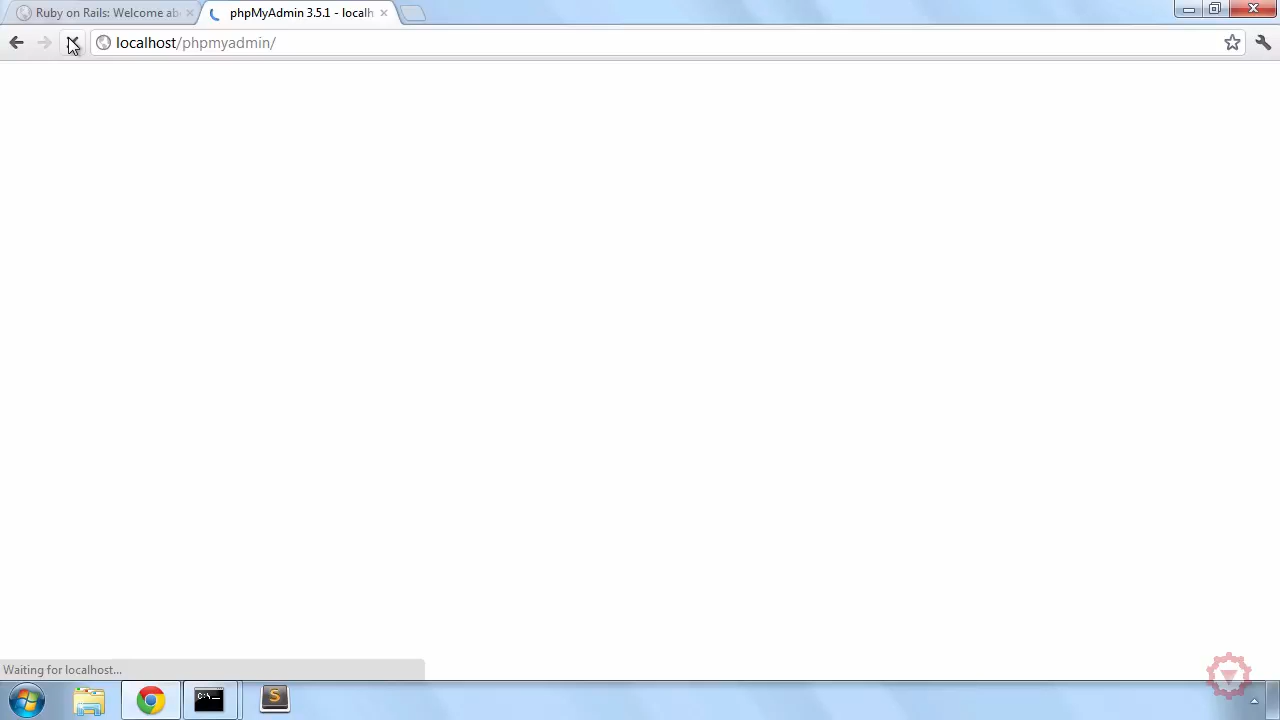 Ruby on Rails: Welcome ab
phpMyAdmin 3.5.1 - localh
localhost/phpmyadmin/
Waiting for localhost...
C:\._
S